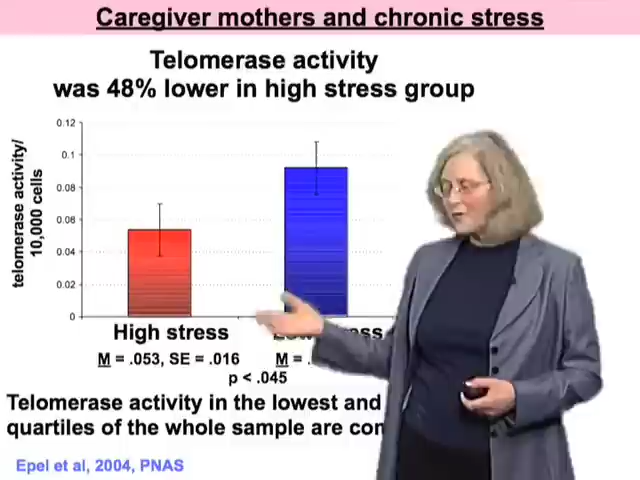 Caregiver mothers and chronic stress
Telomerase activity
was 48% lower in high stress group
telomerase activity/
10,000 cells
0.12
0.1
0.08
0.06
0.04
0.02
0
High stress
M = .053, SE = .016
M = .
p < .045
Telomerase activity in the lowest and
quartiles of the whole sample are
Epel et al, 2004, PNAS